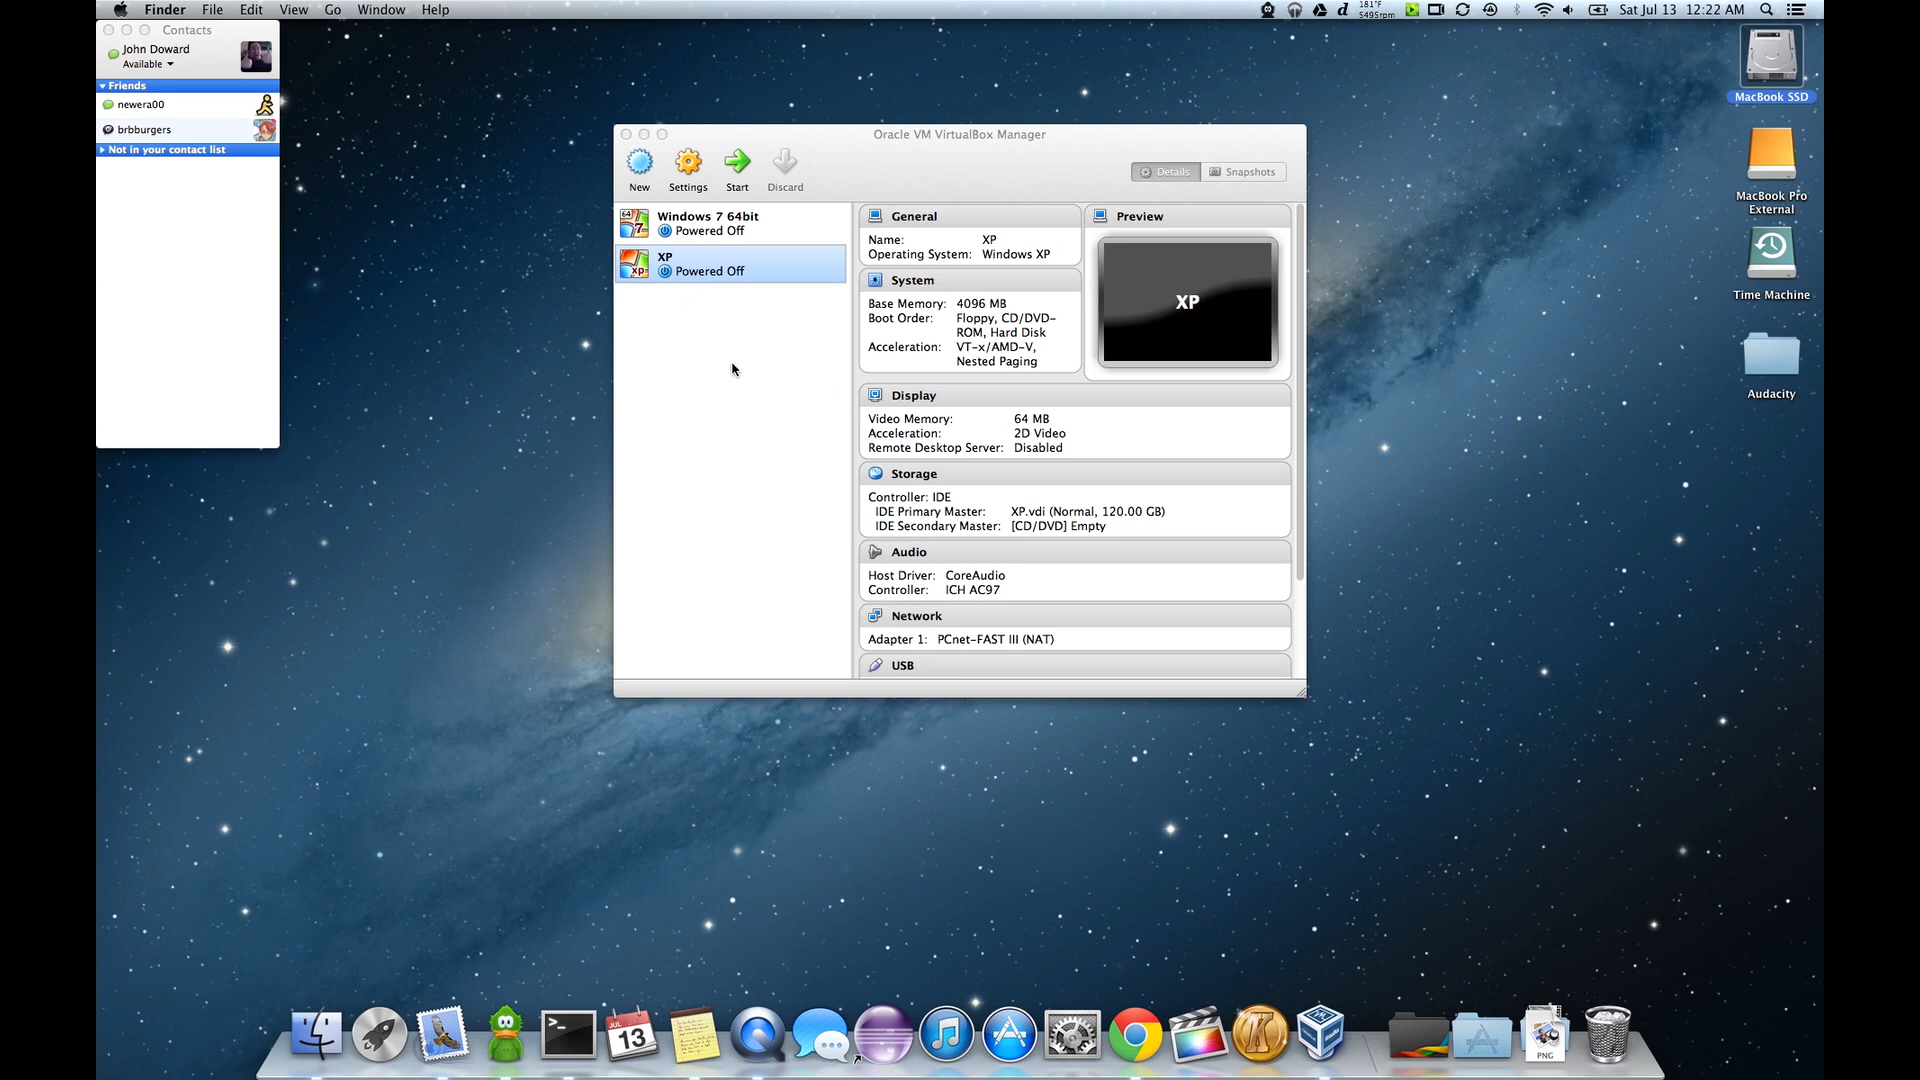 Finder File Edit View Go Window Help
181°F
5495rpm
Sat Jul 13 12:22 AM
Contacts
John Doward
Available
Friends
newera00
brbburgers
Not in your contact list
Oracle VM VirtualBox Manager
New Settings Start Discard
Details Snapshots
Windows 7 64bit
Powered Off
XP
Powered Off
General
Name: XP
Operating System: Windows XP
System
Base Memory: 4096 MB
Boot Order: Floppy, CD/DVD-
ROM, Hard Disk
Acceleration: VT-x/AMD-V,
Nested Paging
Preview
XP
Display
Video Memory: 64 MB
Acceleration: 2D Video
Remote Desktop Server: Disabled
Storage
Controller: IDE
IDE Primary Master: XP.vdi (Normal, 120.00 GB)
IDE Secondary Master: [CD/DVD] Empty
Audio
Host Driver: CoreAudio
Controller: ICH AC97
Network
Adapter 1: PCnet-FAST III (NAT)
USB
MacBook SSD
MacBook Pro
External
Time Machine
Audacity
JUL
13
PNG